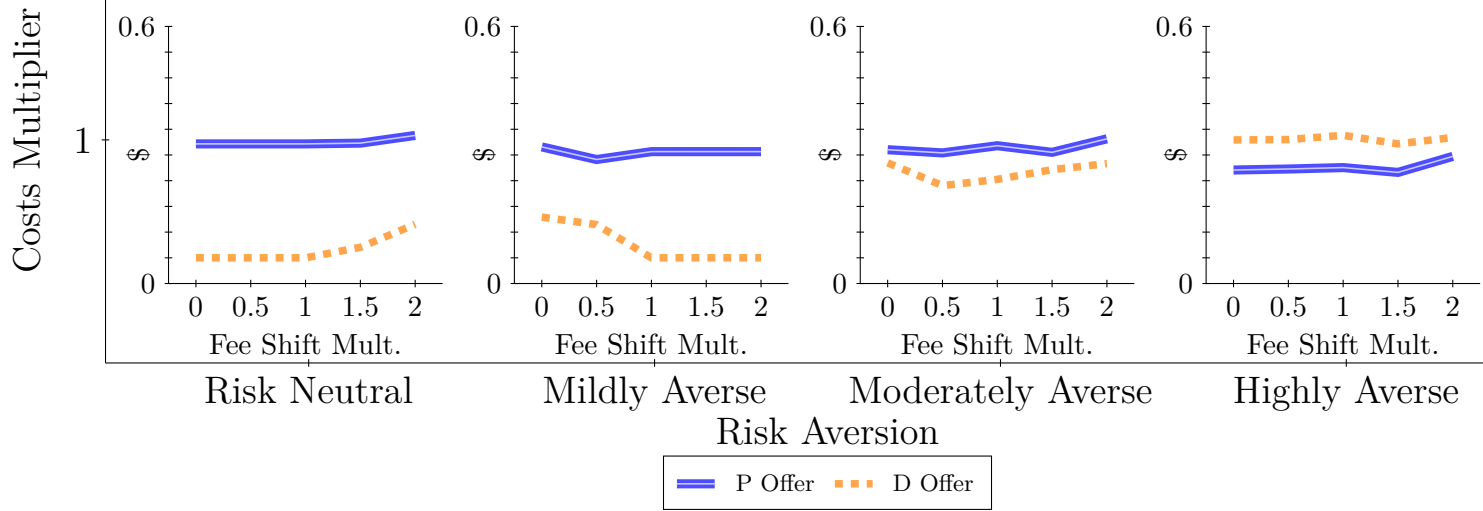 Costs Multiplier
1
0.6
$
0
0 0.5 1 1.5 2
Fee Shift Mult.
0.6
$
0
0 0.5 1 1.5 2
Fee Shift Mult.
0.6
$
0
0 0.5 1 1.5 2
Fee Shift Mult.
0.6
$
0
0 0.5 1 1.5 2
Fee Shift Mult.
Risk Neutral
Mildly Averse
Moderately Averse
Highly Averse
Risk Aversion
P Offer
D Offer